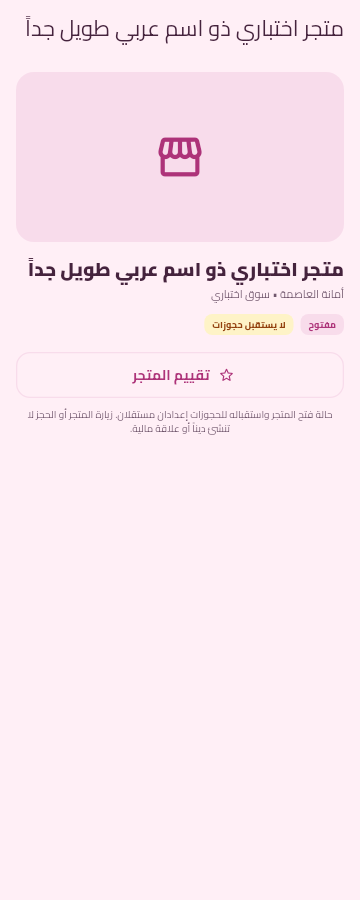 متجر اختباري ذو اسم عربي طويل جداً
متجر اختباري ذو اسم عربي طويل جداً
أمانة العاصمة • سوق اختباري
مفتوح
لا يستقبل حجوزات
تقييم المتجر
حالة فتح المتجر واستقباله للحجوزات إعدادان مستقلان. زيارة المتجر أو الحجز لا
تنشئ ديناً أو علاقة مالية.